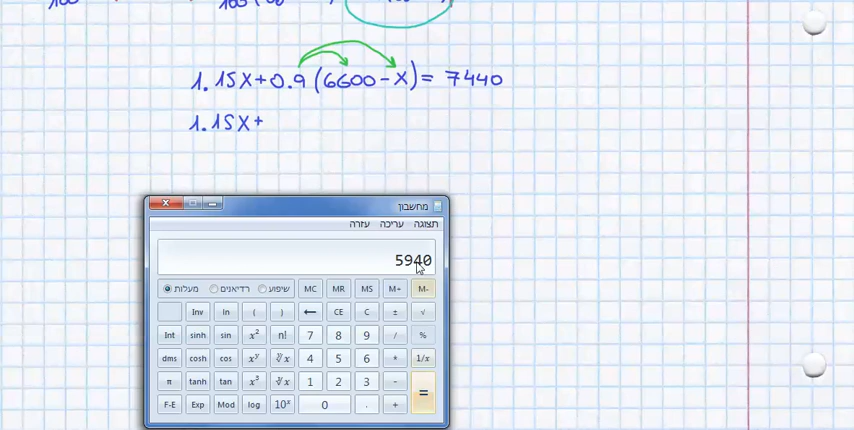 1.15X+0.9(6600-X)=7440
1.15X+
מחשבון
תצוגה עריכה עזרה
5940
מעלות רדיאנים שיפוע MC MR MS M+ M-
Inv ln ( ) ← CE C ± √
Int sinh sin x² n! 7 8 9 / %
dms cosh cos xʸ ʸ√x 4 5 6 * 1/x
π tanh tan x³ ³√x 1 2 3 - =
F-E Exp Mod log 10ˣ 0 . +